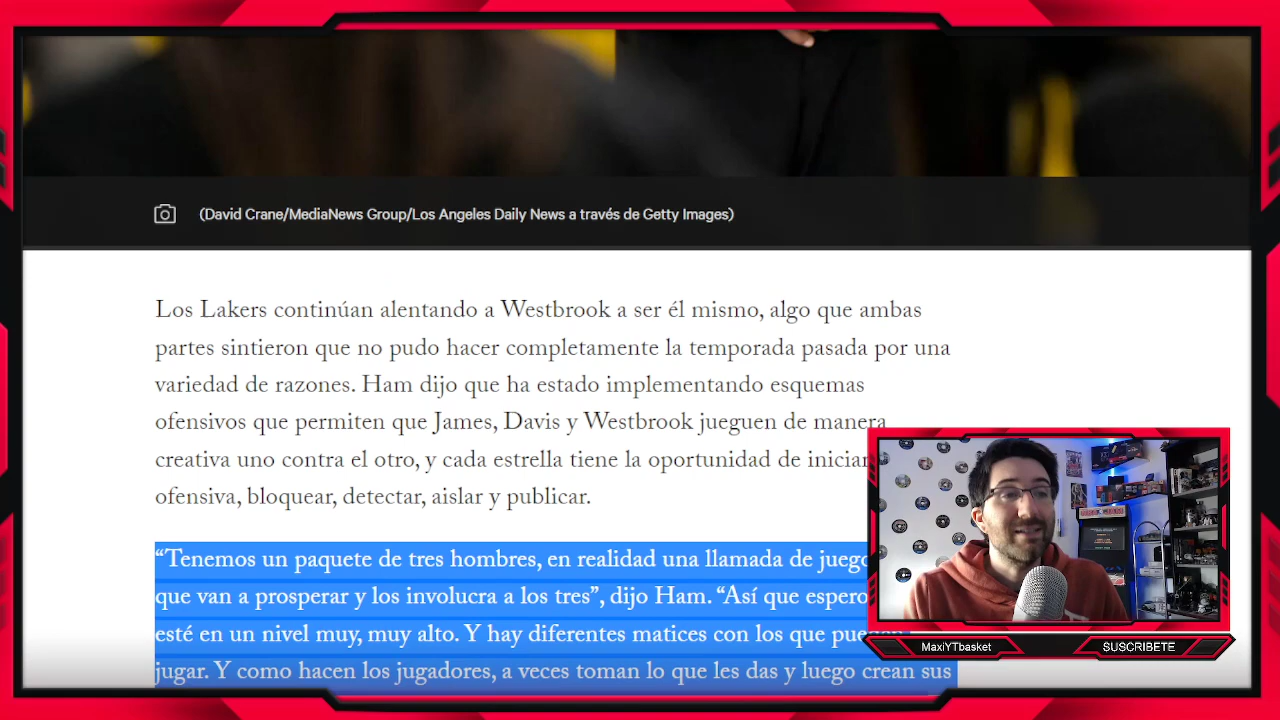 (David Crane/MediaNews Group/Los Angeles Daily News a través de Getty Images)
Los Lakers continúan alentando a Westbrook a ser él mismo, algo que ambas
partes sintieron que no pudo hacer completamente la temporada pasada por una
variedad de razones. Ham dijo que ha estado implementando esquemas
ofensivos que permiten que James, Davis y Westbrook jueguen de manera
creativa uno contra el otro, y cada estrella tiene la oportunidad de iniciar
ofensiva, bloquear, detectar, aislar y publicar.
“Tenemos un paquete de tres hombres, en realidad una llamada de juego
que van a prosperar y los involucra a los tres”, dijo Ham. “Así que espero
esté en un nivel muy, muy alto. Y hay diferentes matices con los que pueden
jugar. Y como hacen los jugadores, a veces toman lo que les das y luego crean sus
MaxiYTbasket
SUSCRIBETE